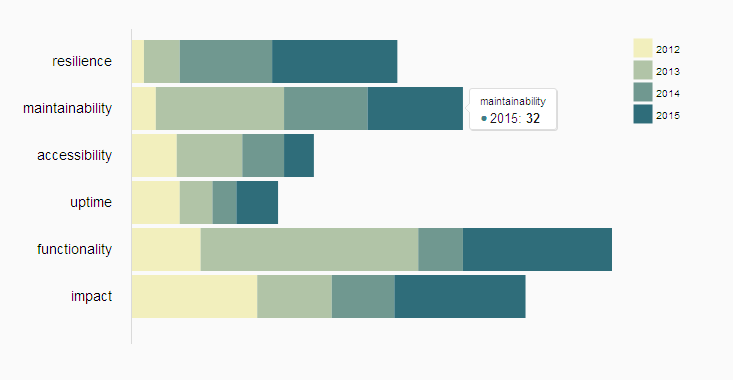 resilience
maintainability
accessibility
uptime
functionality
impact
maintainability
2015: 32
2012
2013
2014
2015